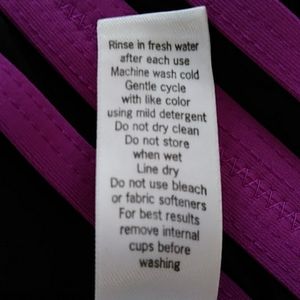 Rinse in fresh water
after each use
Machine wash cold
Gentle cycle
with like color
using mild detergent
Do not dry clean
Do not store
when wet
Line dry
Do not use bleach
or fabric softeners
For best results
remove internal
cups before
washing